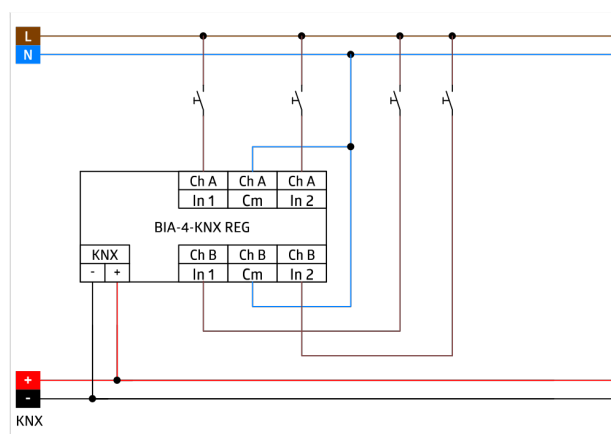 L
N
Ch A Ch A Ch A
In 1 Cm In 2
BIA-4-KNX REG
KNX Ch B Ch B Ch B
- + In 1 Cm In 2
+
-
KNX